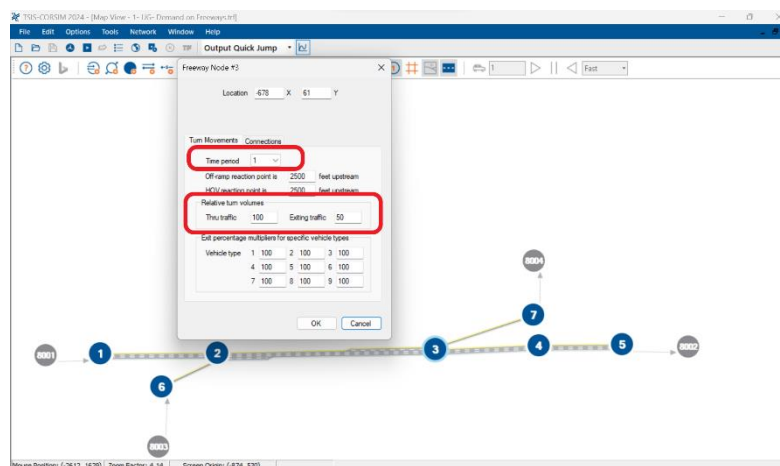 TSIS-CORSIM 2024 - [Map View - 1- UG- Demand on Freeways.trf]
File Edit Options Tools Network Window Help
Output Quick Jump
1 Fast
Freeway Node #3
Location -678 X 61 Y
Turn Movements Connections
Time period 1
Off-ramp reaction point is 2500 feet upstream
HOV reaction point is 2500 feet upstream
Relative turn volumes
Thru traffic 100 Exiting traffic 50
Exit percentage multipliers for specific vehicle types
Vehicle type 1 100 2 100 3 100
4 100 5 100 6 100
7 100 8 100 9 100
OK Cancel
8004
7
8001 1 2 3 4 5 8002
6
8003